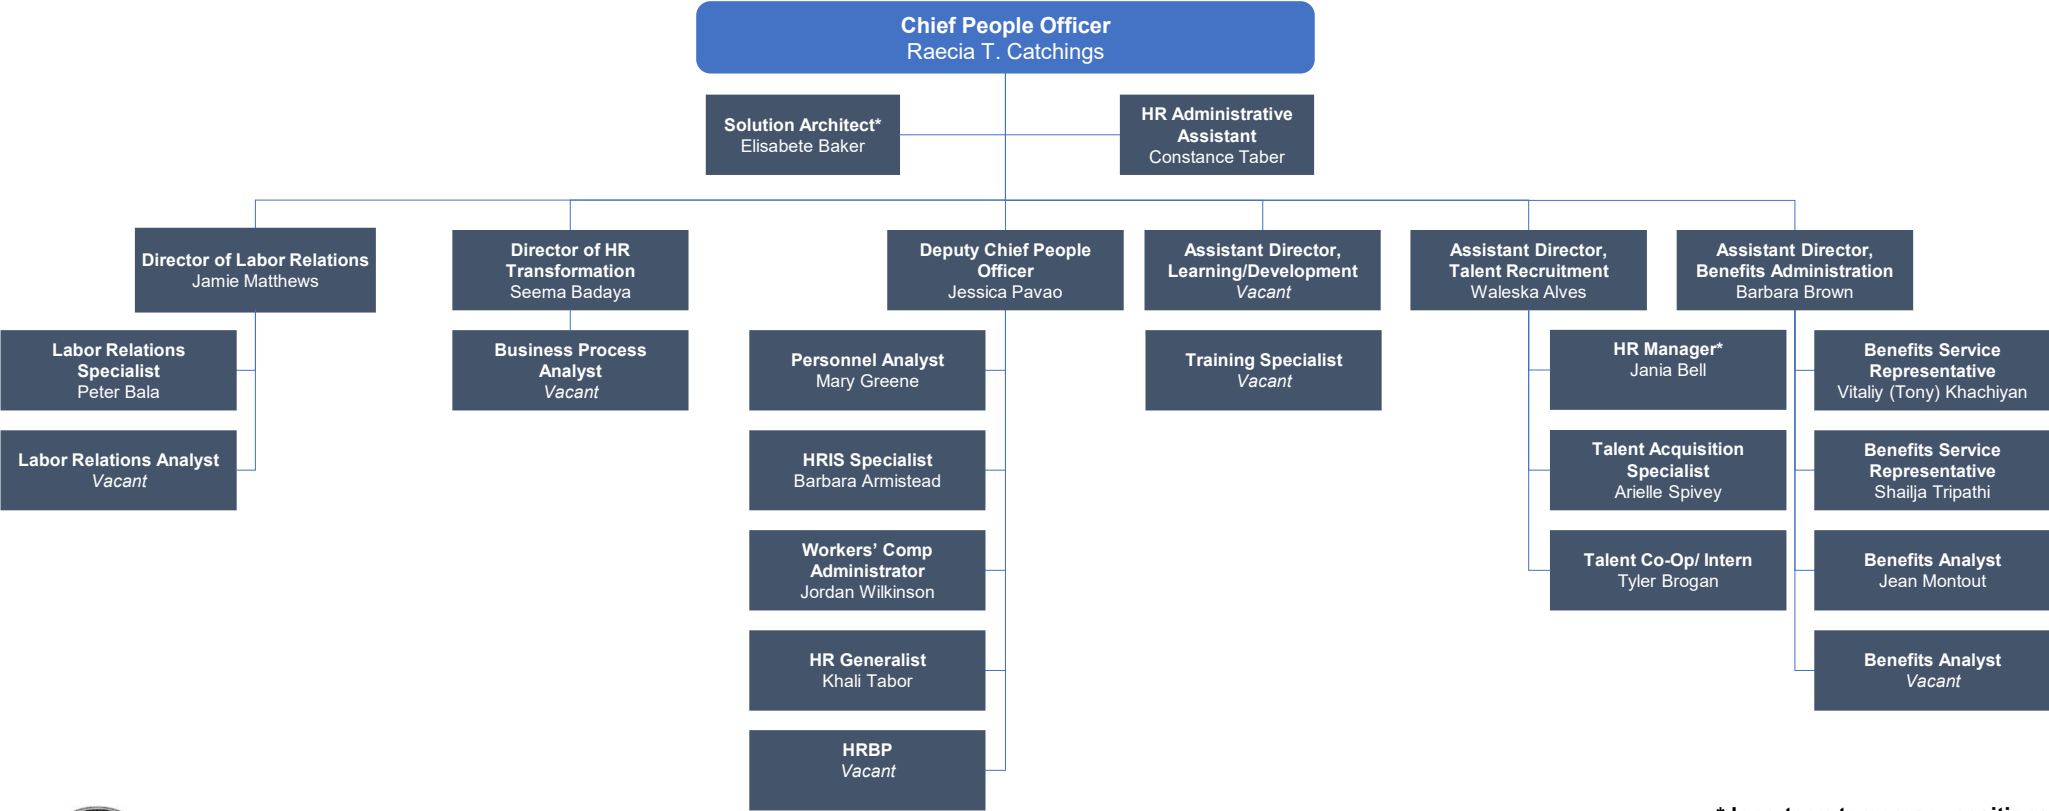 Chief People Officer
Raecia T. Catchings
Solution Architect*
Elisabete Baker
HR Administrative
Assistant
Constance Taber
Director of Labor Relations
Jamie Matthews
Director of HR
Transformation
Seema Badaya
Deputy Chief People
Officer
Jessica Pavao
Assistant Director,
Learning/Development
Vacant
Assistant Director,
Talent Recruitment
Waleska Alves
Assistant Director,
Benefits Administration
Barbara Brown
Labor Relations
Specialist
Peter Bala
Labor Relations Analyst
Vacant
Business Process
Analyst
Vacant
Personnel Analyst
Mary Greene
HRIS Specialist
Barbara Armistead
Workers’ Comp
Administrator
Jordan Wilkinson
HR Generalist
Khali Tabor
HRBP
Vacant
Training Specialist
Vacant
HR Manager*
Jania Bell
Talent Acquisition
Specialist
Arielle Spivey
Talent Co-Op/ Intern
Tyler Brogan
Benefits Service
Representative
Vitaliy (Tony) Khachiyan
Benefits Service
Representative
Shailja Tripathi
Benefits Analyst
Jean Montout
Benefits Analyst
Vacant